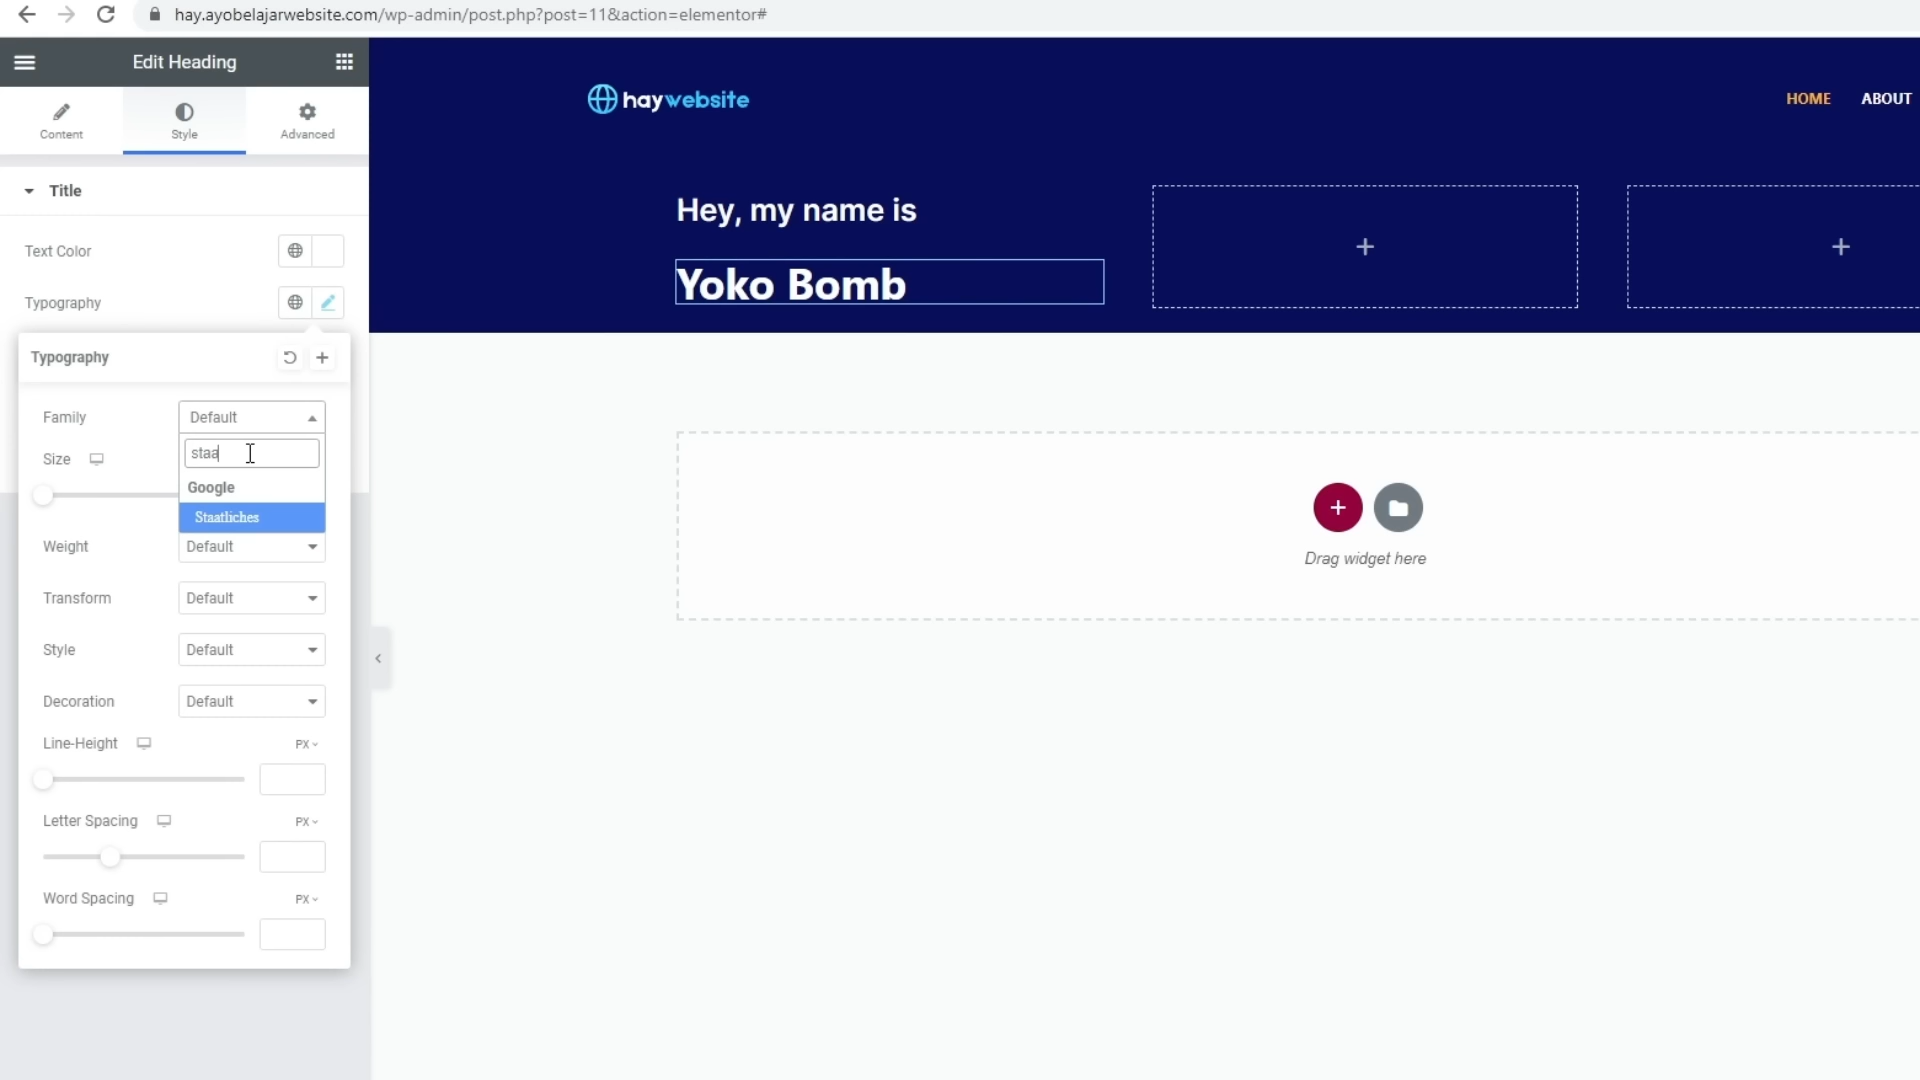 hay.ayobelajarwebsite.com/wp-admin/post.php?post=11&action=elementor#
Edit Heading
Content
Style
Advanced
haywebsite
HOME
ABOUT
Title
Text Color
Typography
Hey, my name is
Yoko Bomb
Typography
Family
Default
staa
Size
Google
Staatliches
Weight
Default
Transform
Default
Style
Default
Decoration
Default
Line-Height
PX
Letter Spacing
PX
Word Spacing
PX
Drag widget here